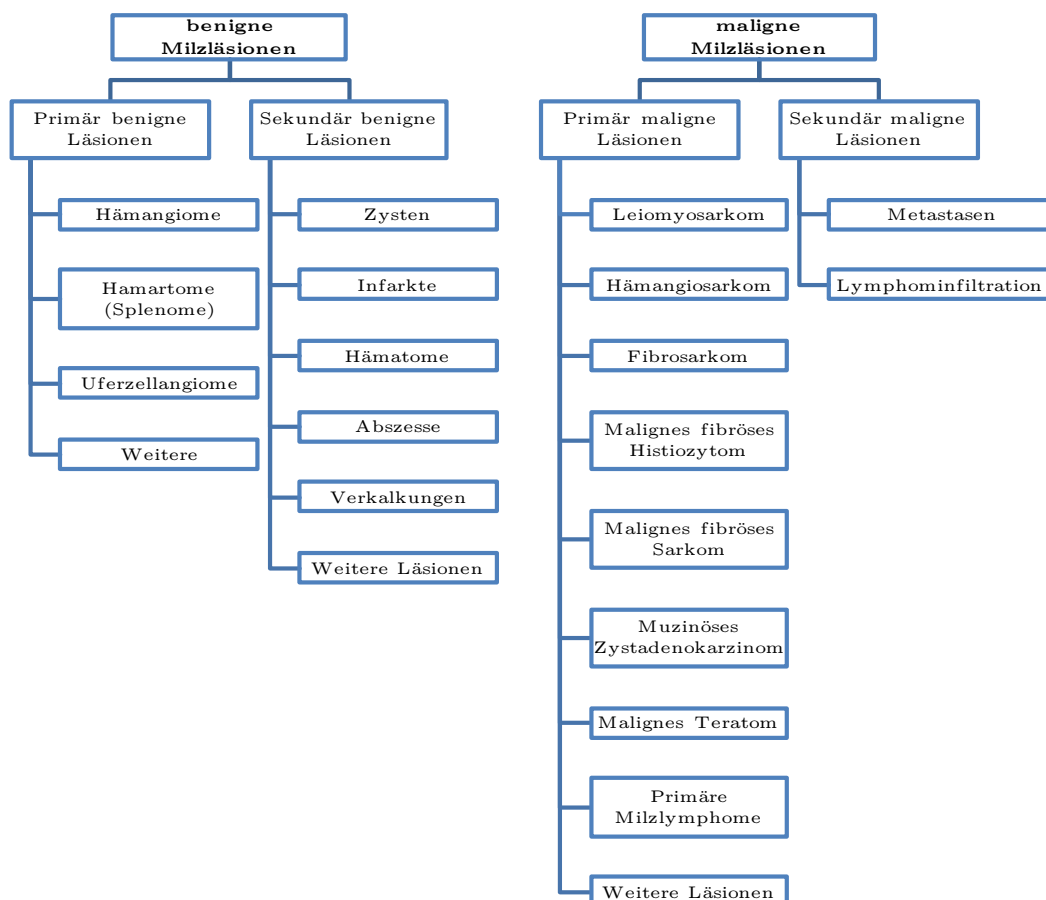 benigne
Milzläsionen
Primär benigne
Läsionen
Hämangiome
Hamartome
(Splenome)
Uferzellangiome
Weitere
Sekundär benigne
Läsionen
Zysten
Infarkte
Hämatome
Abszesse
Verkalkungen
Weitere Läsionen
maligne
Milzläsionen
Primär maligne
Läsionen
Leiomyosarkom
Hämangiosarkom
Fibrosarkom
Malignes fibröses
Histiozytom
Malignes fibröses
Sarkom
Muzinöses
Zystadenokarzinom
Malignes Teratom
Primäre
Milzlymphome
Weitere Läsionen
Sekundär maligne
Läsionen
Metastasen
Lymphominfiltration